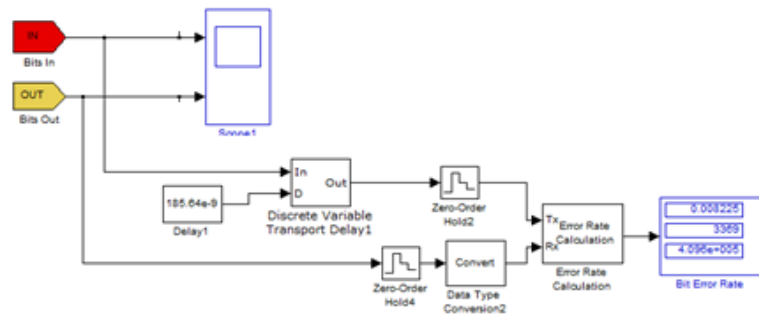 IN
Bits In
OUT
Bits Out
Scope1
In
D
Out
185.64e-9
Delay1
Discrete Variable
Transport Delay1
Zero-Order
Hold2
Zero-Order
Hold4
Convert
Data Type
Conversion2
Tx
Rx
Error Rate
Calculation
Error Rate
Calculation
0.008225
3369
4.096e+005
Bit Error Rate